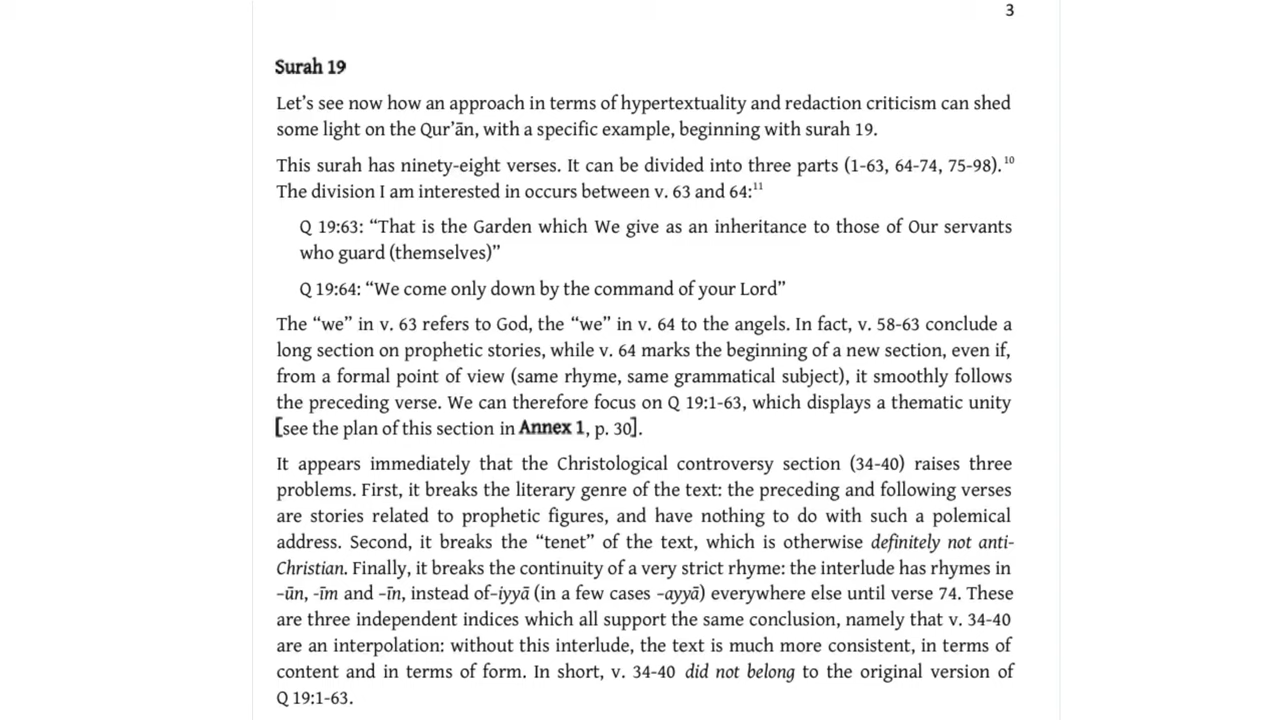 3
Surah 19
Let's see now how an approach in terms of hypertextuality and redaction criticism can shed
some light on the Qur'ān, with a specific example, beginning with surah 19.
This surah has ninety-eight verses. It can be divided into three parts (1-63, 64-74, 75-98).10
The division I am interested in occurs between v. 63 and 64:11
Q 19:63: “That is the Garden which We give as an inheritance to those of Our servants
who guard (themselves)”
Q 19:64: “We come only down by the command of your Lord”
The “we” in v. 63 refers to God, the “we” in v. 64 to the angels. In fact, v. 58-63 conclude a
long section on prophetic stories, while v. 64 marks the beginning of a new section, even if,
from a formal point of view (same rhyme, same grammatical subject), it smoothly follows
the preceding verse. We can therefore focus on Q 19:1-63, which displays a thematic unity
[see the plan of this section in Annex 1, p. 30].
It appears immediately that the Christological controversy section (34-40) raises three
problems. First, it breaks the literary genre of the text: the preceding and following verses
are stories related to prophetic figures, and have nothing to do with such a polemical
address. Second, it breaks the “tenet” of the text, which is otherwise definitely not anti-
Christian. Finally, it breaks the continuity of a very strict rhyme: the interlude has rhymes in
–ūn, -īm and –īn, instead of–iyyā (in a few cases –ayyā) everywhere else until verse 74. These
are three independent indices which all support the same conclusion, namely that v. 34-40
are an interpolation: without this interlude, the text is much more consistent, in terms of
content and in terms of form. In short, v. 34-40 did not belong to the original version of
Q 19:1-63.